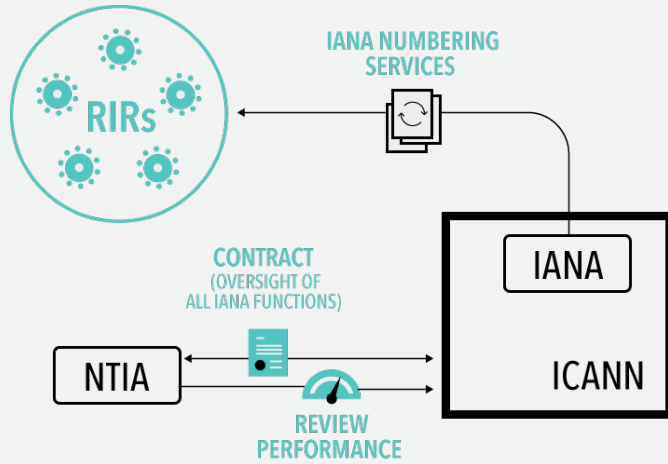 IANA NUMBERING
SERVICES
RIRs
IANA
CONTRACT
(OVERSIGHT OF
ALL IANA FUNCTIONS)
NTIA
ICANN
REVIEW
PERFORMANCE